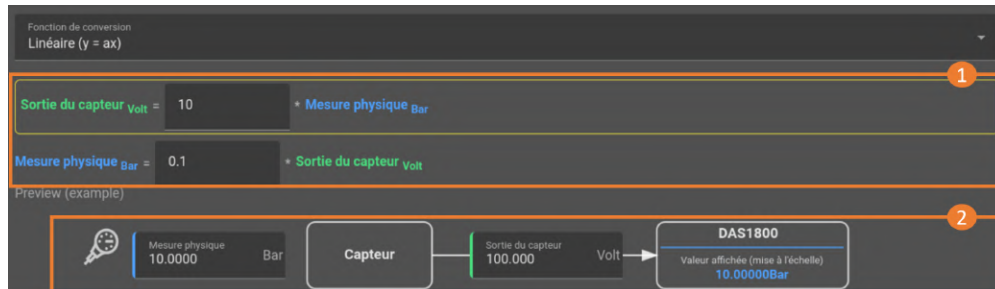 Fonction de conversion
Linéaire (y = ax)
1
Sortie du capteur Volt = 10 * Mesure physique Bar
Mesure physique Bar = 0.1 * Sortie du capteur Volt
Preview (example)
2
Mesure physique
10.0000 Bar
Capteur
Sortie du capteur
100.000 Volt
DAS1800
Valeur affichée (mise à l'échelle)
10.00000Bar